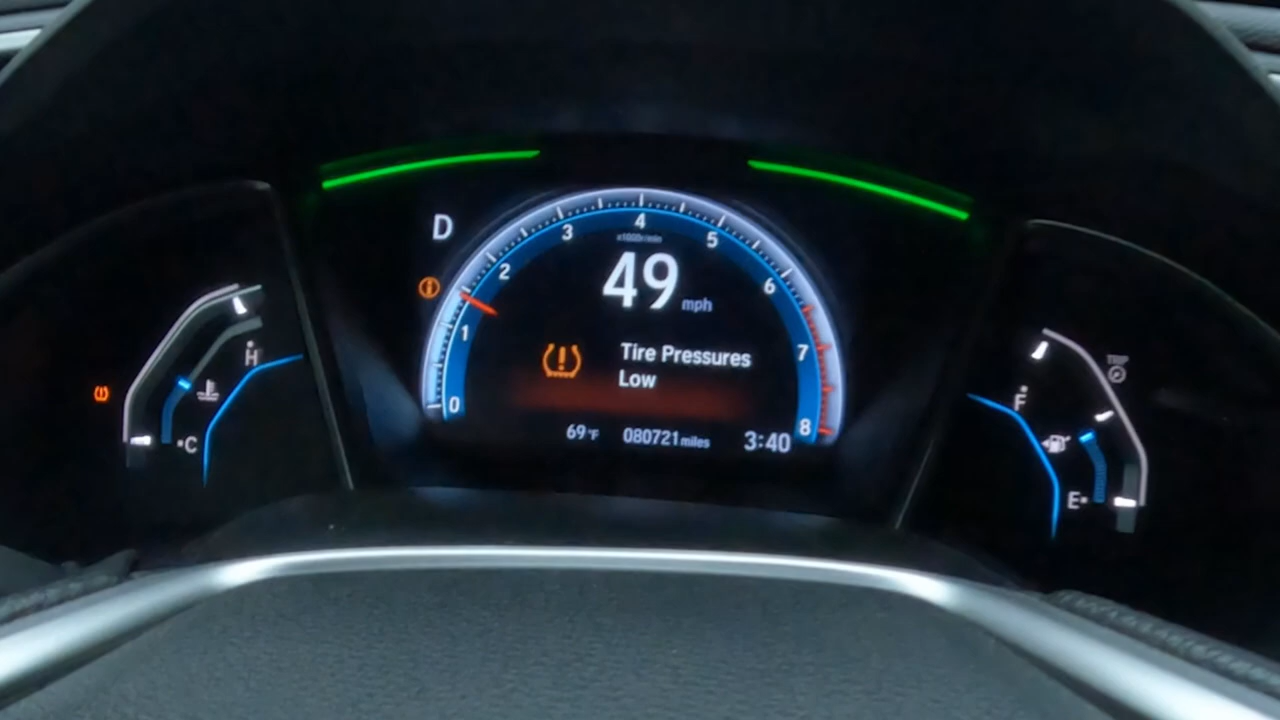 D
0
1
2
3
4
5
6
7
8
x1000r/min
49 mph
Tire Pressures
Low
69°F 080721 miles 3:40
H
C
TRIP
F
E